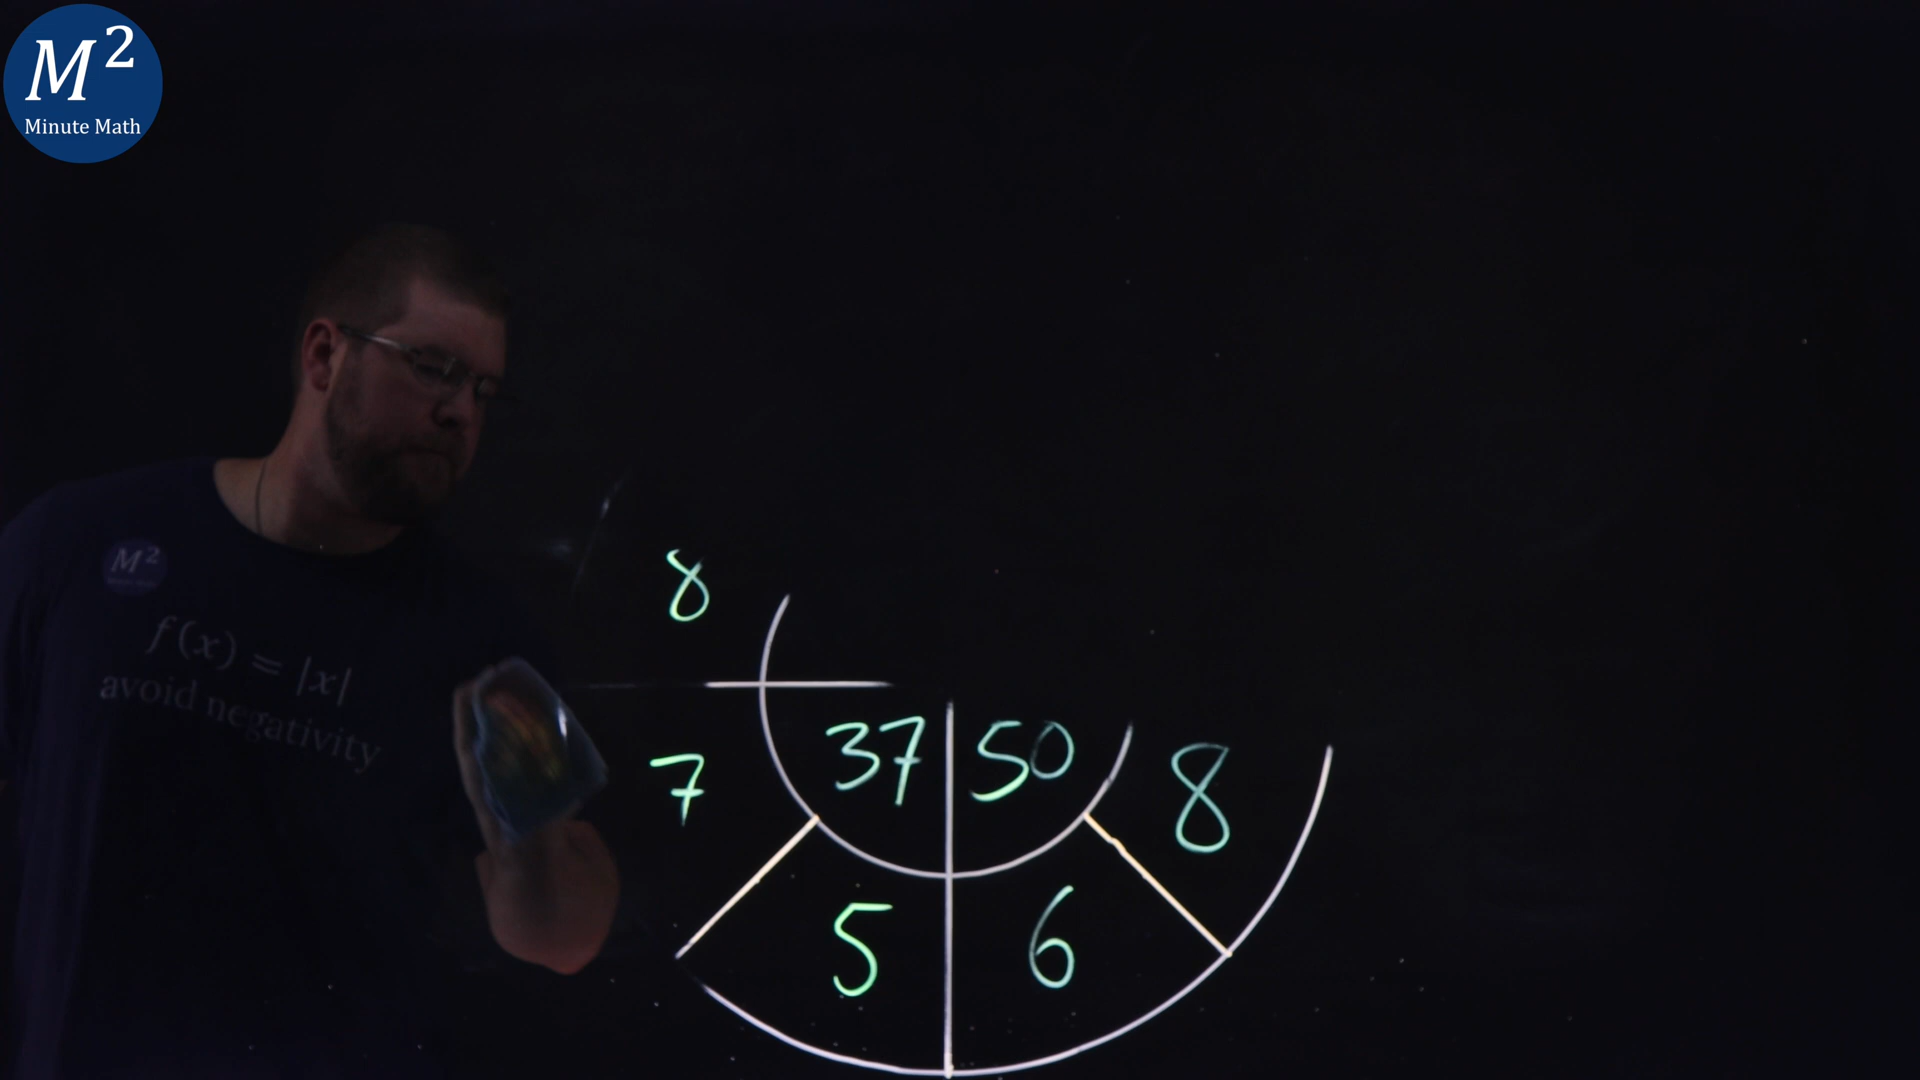 M²
Minute Math
M²
f(x) = |x|
avoid negativity
8
7
37
50
8
5
6